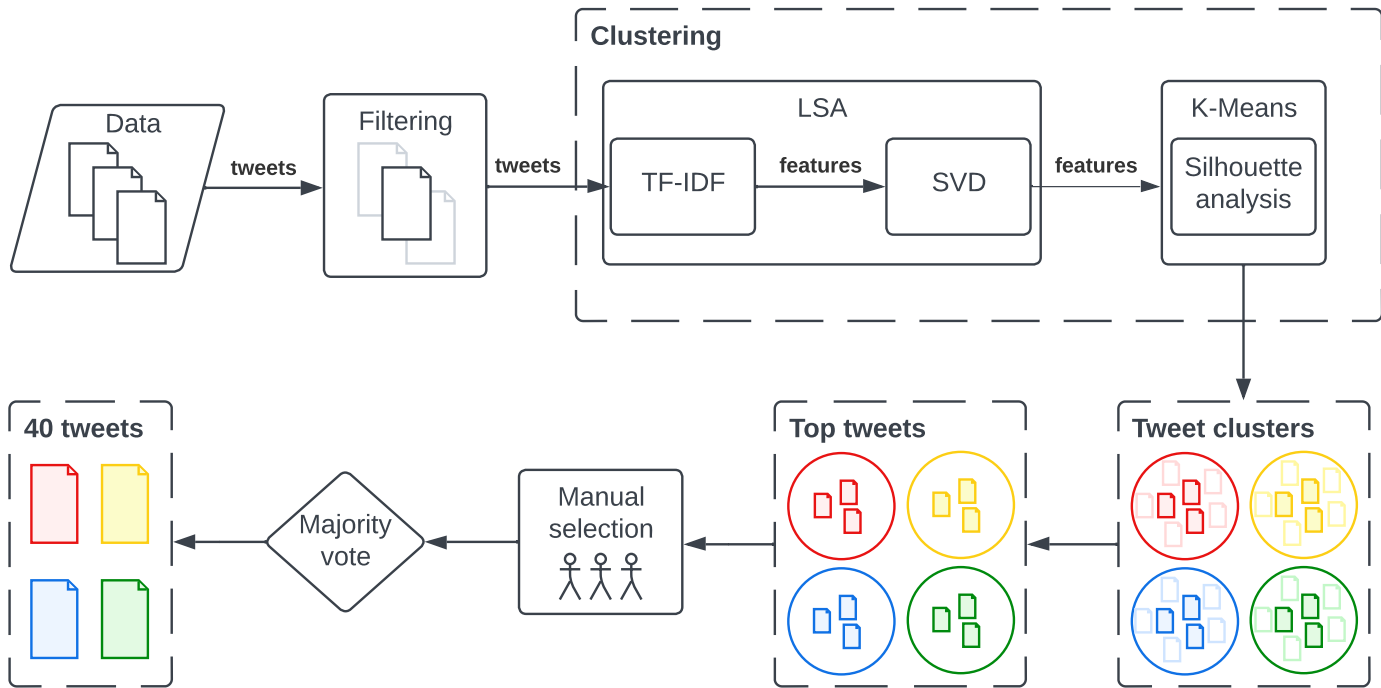 Clustering
Data
tweets
Filtering
tweets
LSA
TF-IDF
features
SVD
features
K-Means
Silhouette
analysis
40 tweets
Majority
vote
Manual
selection
Top tweets
Tweet clusters